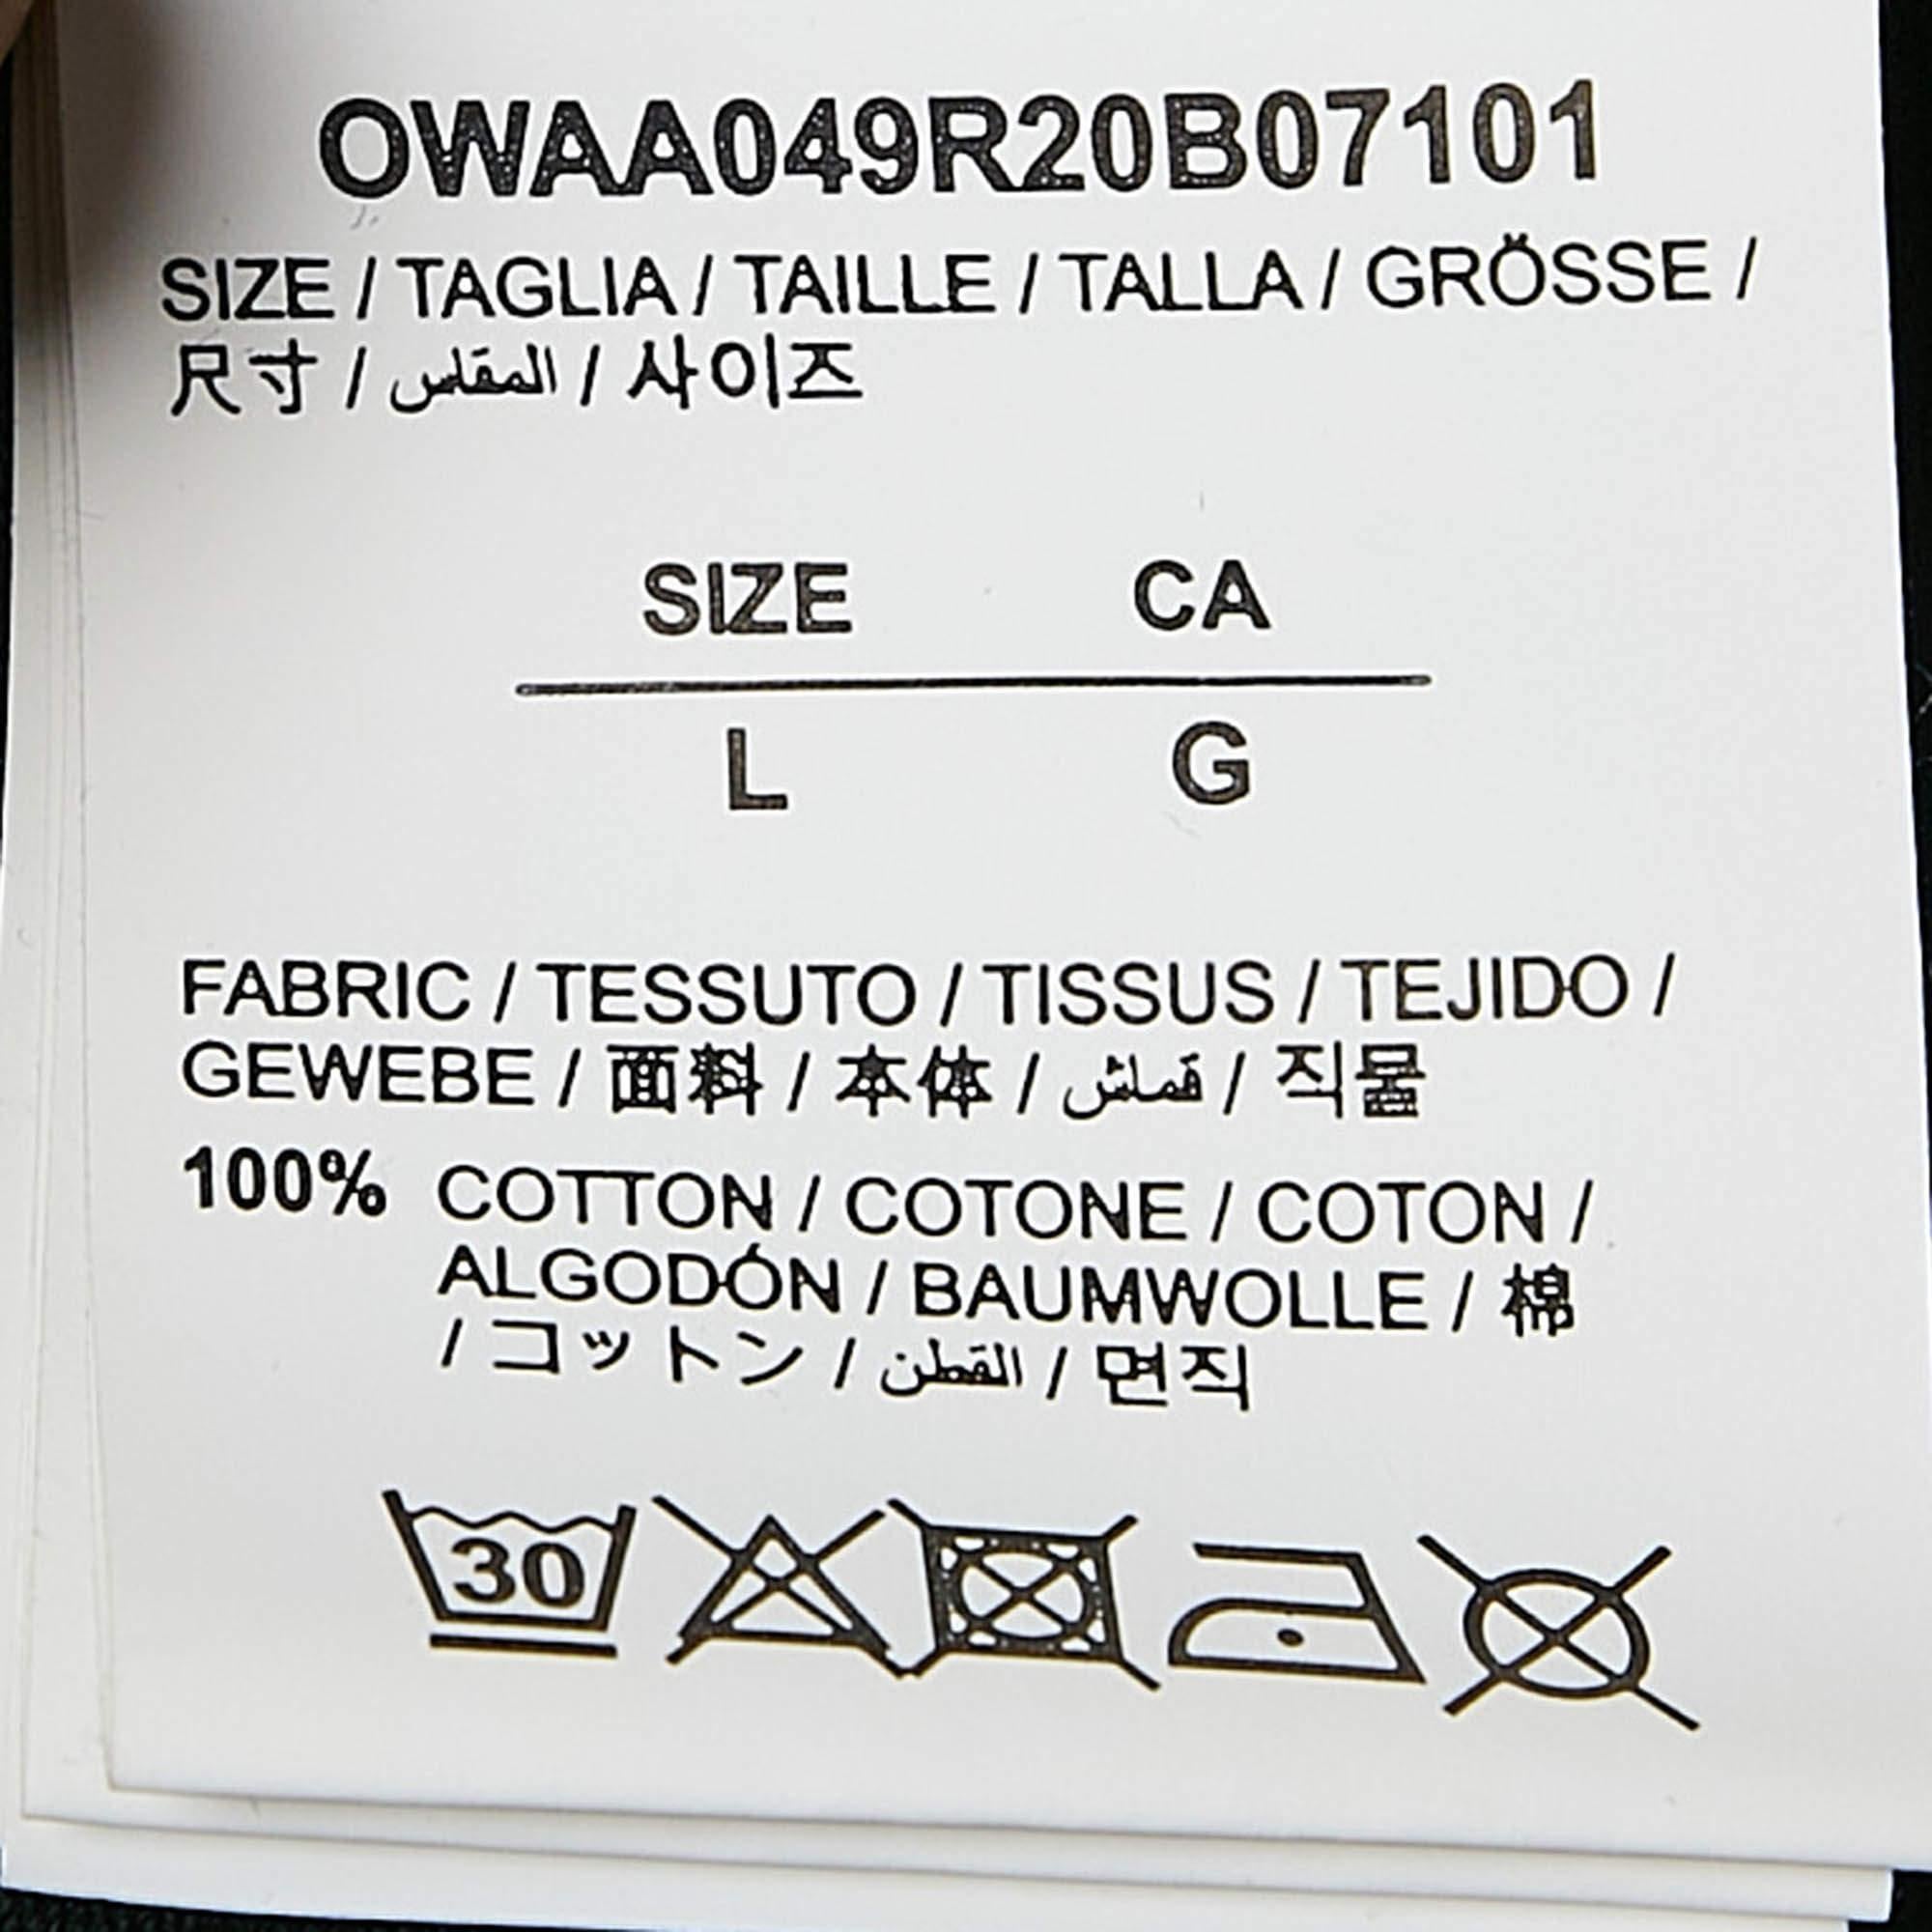 OWAA049R20B07101
SIZE / TAGLIA / TAILLE / TALLA / GRÖSSE /
尺寸 / المقاس / 사이즈
SIZE CA
L G
FABRIC / TESSUTO / TISSUS / TEJIDO /
GEWEBE / 面料 / 本体 / قماش / 직물
100% COTTON / COTONE / COTON /
ALGODÓN / BAUMWOLLE / 棉
/ コットン / القطن / 면직
30